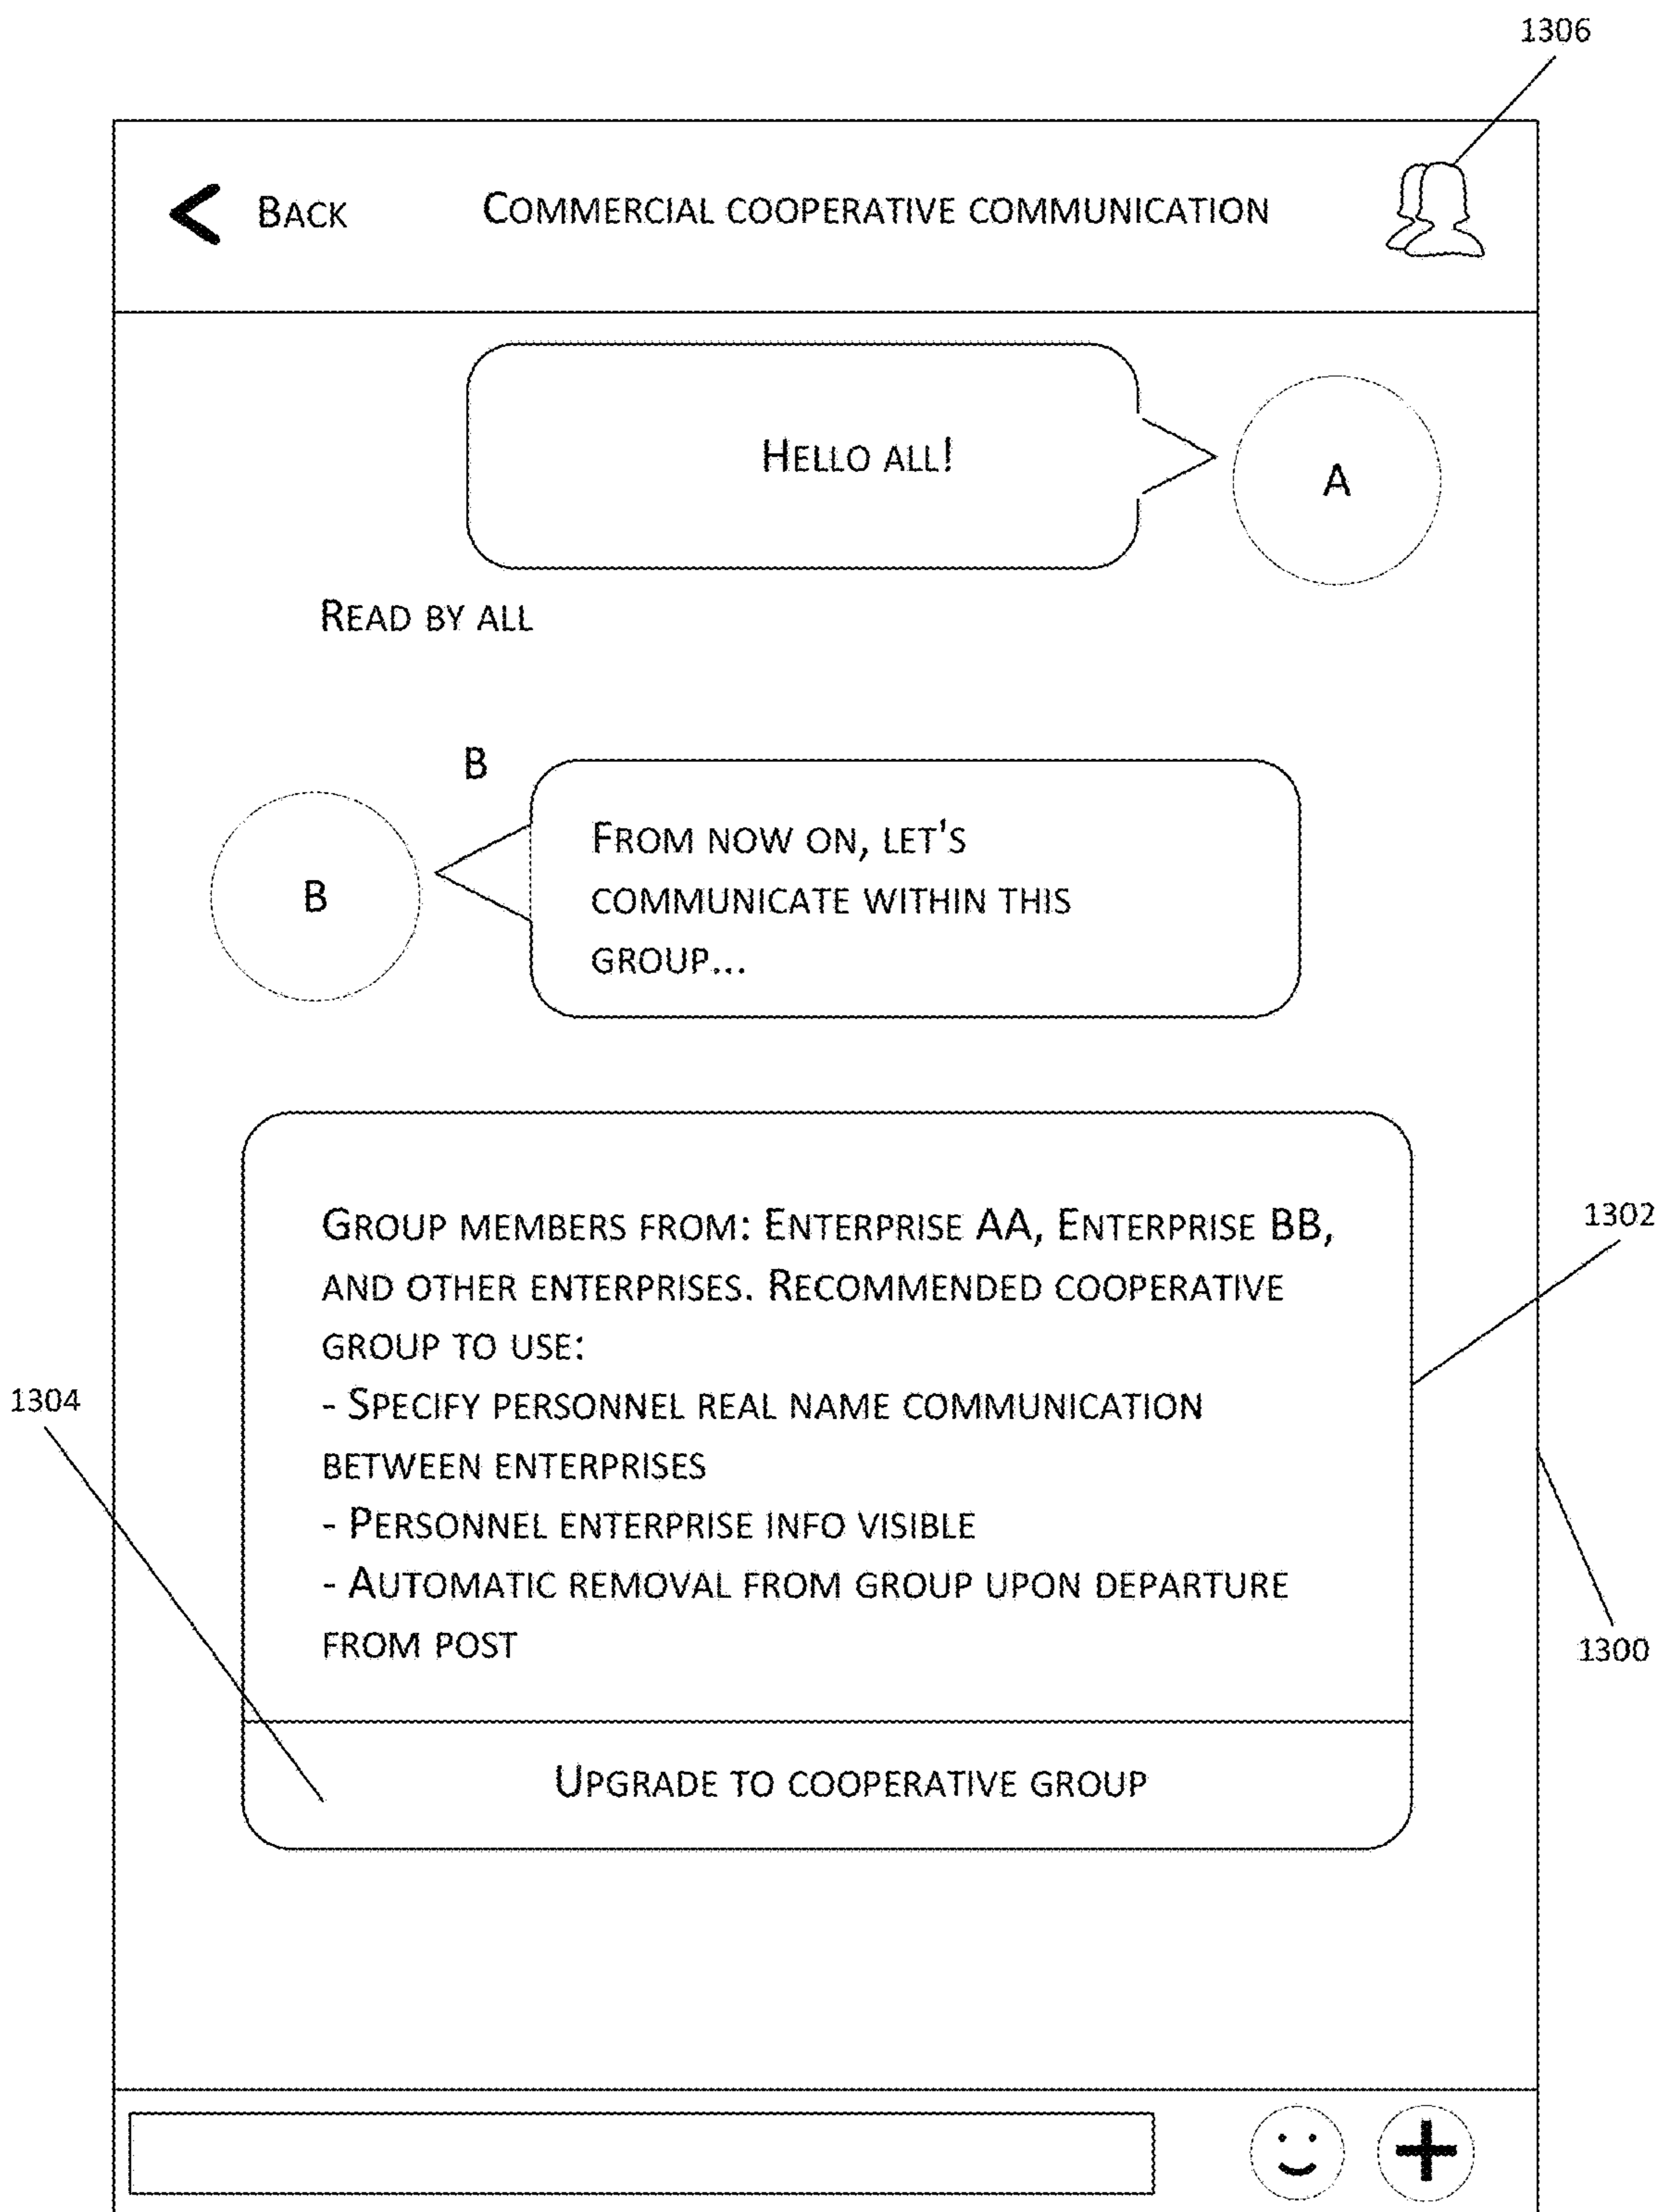 1306
BACK
COMMERCIAL COOPERATIVE COMMUNICATION
HELLO ALL!
A
READ BY ALL
B
B
FROM NOW ON, LET'S
COMMUNICATE WITHIN THIS
GROUP...
GROUP MEMBERS FROM: ENTERPRISE AA, ENTERPRISE BB,
AND OTHER ENTERPRISES. RECOMMENDED COOPERATIVE
GROUP TO USE:
- SPECIFY PERSONNEL REAL NAME COMMUNICATION
BETWEEN ENTERPRISES
- PERSONNEL ENTERPRISE INFO VISIBLE
- AUTOMATIC REMOVAL FROM GROUP UPON DEPARTURE
FROM POST
UPGRADE TO COOPERATIVE GROUP
1302
1304
1300